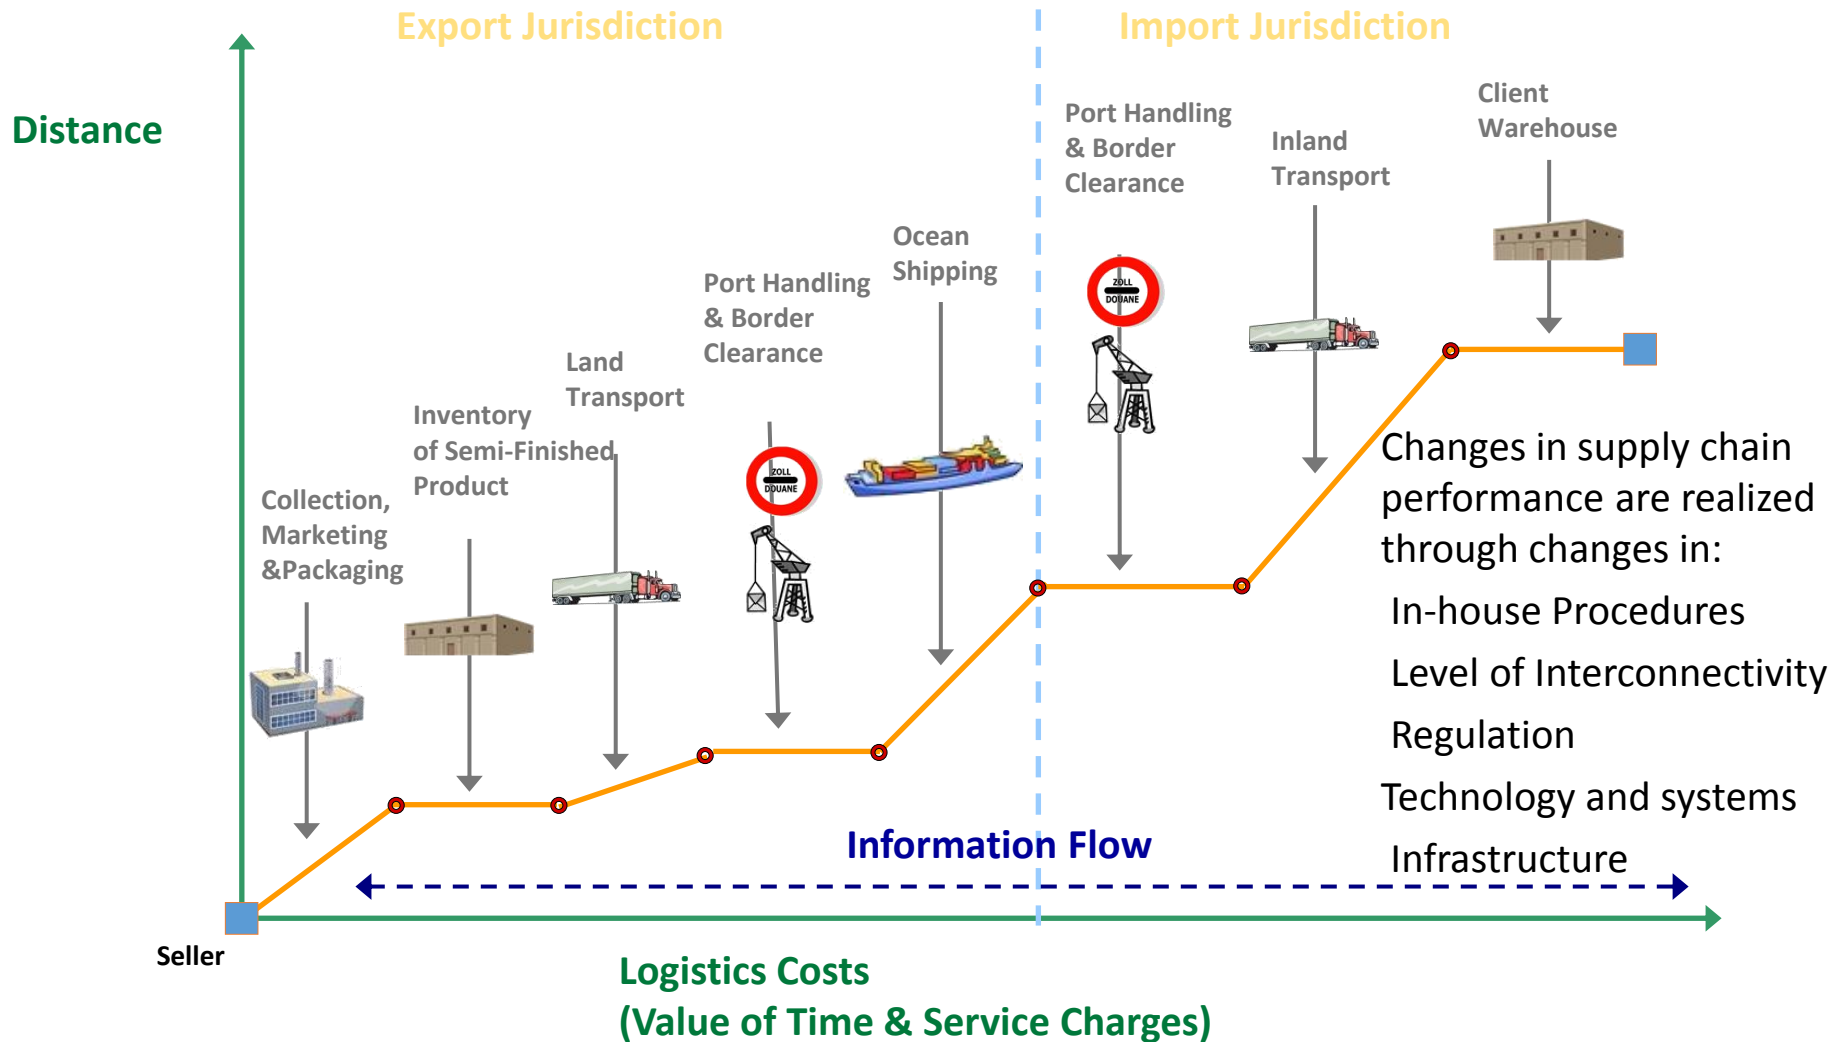 Export Jurisdiction
Import Jurisdiction
Distance
Client
Warehouse
Port Handling
& Border
Clearance
Inland
Transport
Ocean
Shipping
Port Handling
& Border
Clearance
Land
Transport
Inventory
of Semi-Finished
Product
Collection,
Marketing
&Packaging
ZOLL
DOUANE
ZOLL
DOUANE
Changes in supply chain
performance are realized
through changes in:
In-house Procedures
Level of Interconnectivity
Regulation
Technology and systems
Infrastructure
Information Flow
Seller
Logistics Costs
(Value of Time & Service Charges)